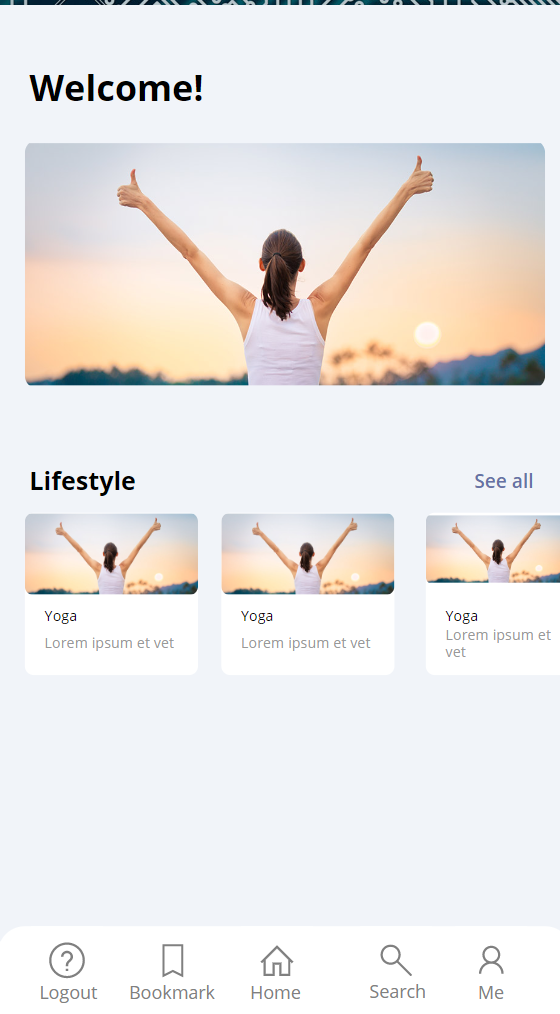 Welcome!
Lifestyle
See all
Yoga
Lorem ipsum et vet
Yoga
Lorem ipsum et vet
Yoga
Lorem ipsum et
vet
Logout
Bookmark
Home
Search
Me